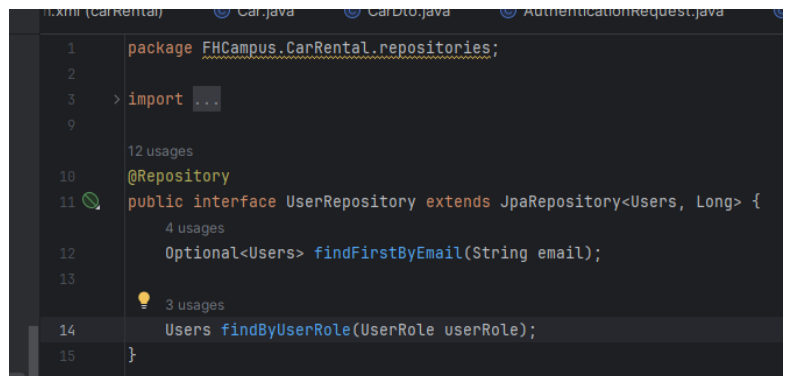 n.xml (carRental) Car.java CarDto.java AuthenticationRequest.java
1 package FHCampus.CarRental.repositories;
2
3 import ...
9
12 usages
10 @Repository
11 public interface UserRepository extends JpaRepository<Users, Long> {
4 usages
12 Optional<Users> findFirstByEmail(String email);
13
3 usages
14 Users findByUserRole(UserRole userRole);
15 }